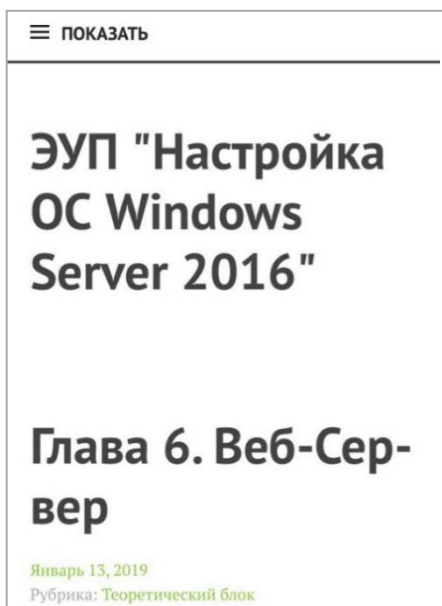 ПОКАЗАТЬ
ЭУП "Настройка
ОС Windows
Server 2016"
Глава 6. Веб-Сер-
вер
Январь 13, 2019
Рубрика: Теоретический блок